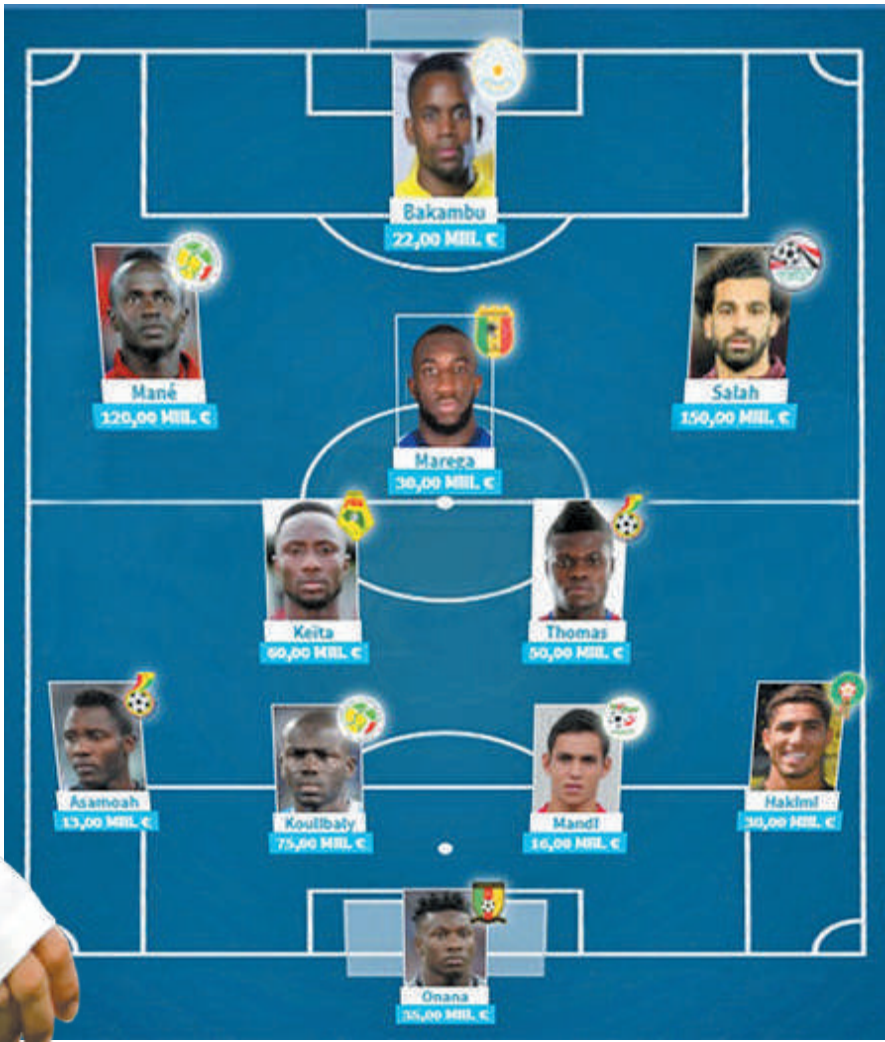 Bakambu
22,00 Mill. €
Mané
120,00 Mill. €
Salah
150,00 Mill. €
Marega
30,00 Mill. €
Keïta
60,00 Mill. €
Thomas
50,00 Mill. €
Asamoah
13,00 Mill. €
Koulibaly
75,00 Mill. €
Mandi
16,00 Mill. €
Hakimi
30,00 Mill. €
Onana
35,00 Mill. €